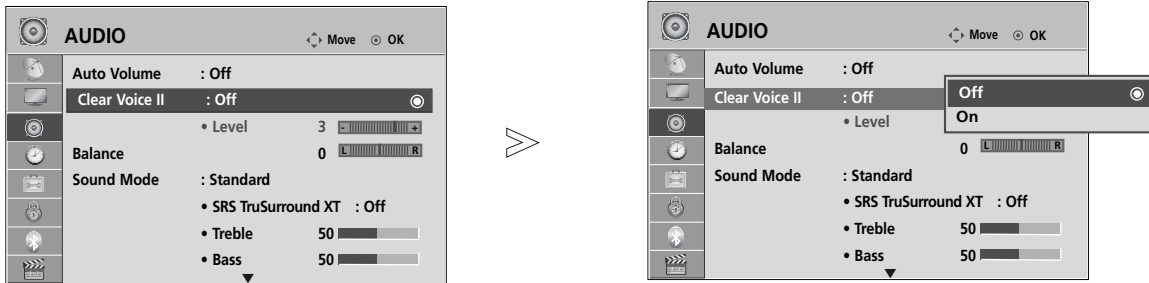 AUDIO
Move OK
Auto Volume : Off
Clear Voice II : Off
• Level 3 - +
Balance 0 L R
Sound Mode : Standard
• SRS TruSurround XT : Off
• Treble 50
• Bass 50
AUDIO
Move OK
Auto Volume : Off
Clear Voice II : Off
Off
On
• Level
Balance 0 L R
Sound Mode : Standard
• SRS TruSurround XT : Off
• Treble 50
• Bass 50